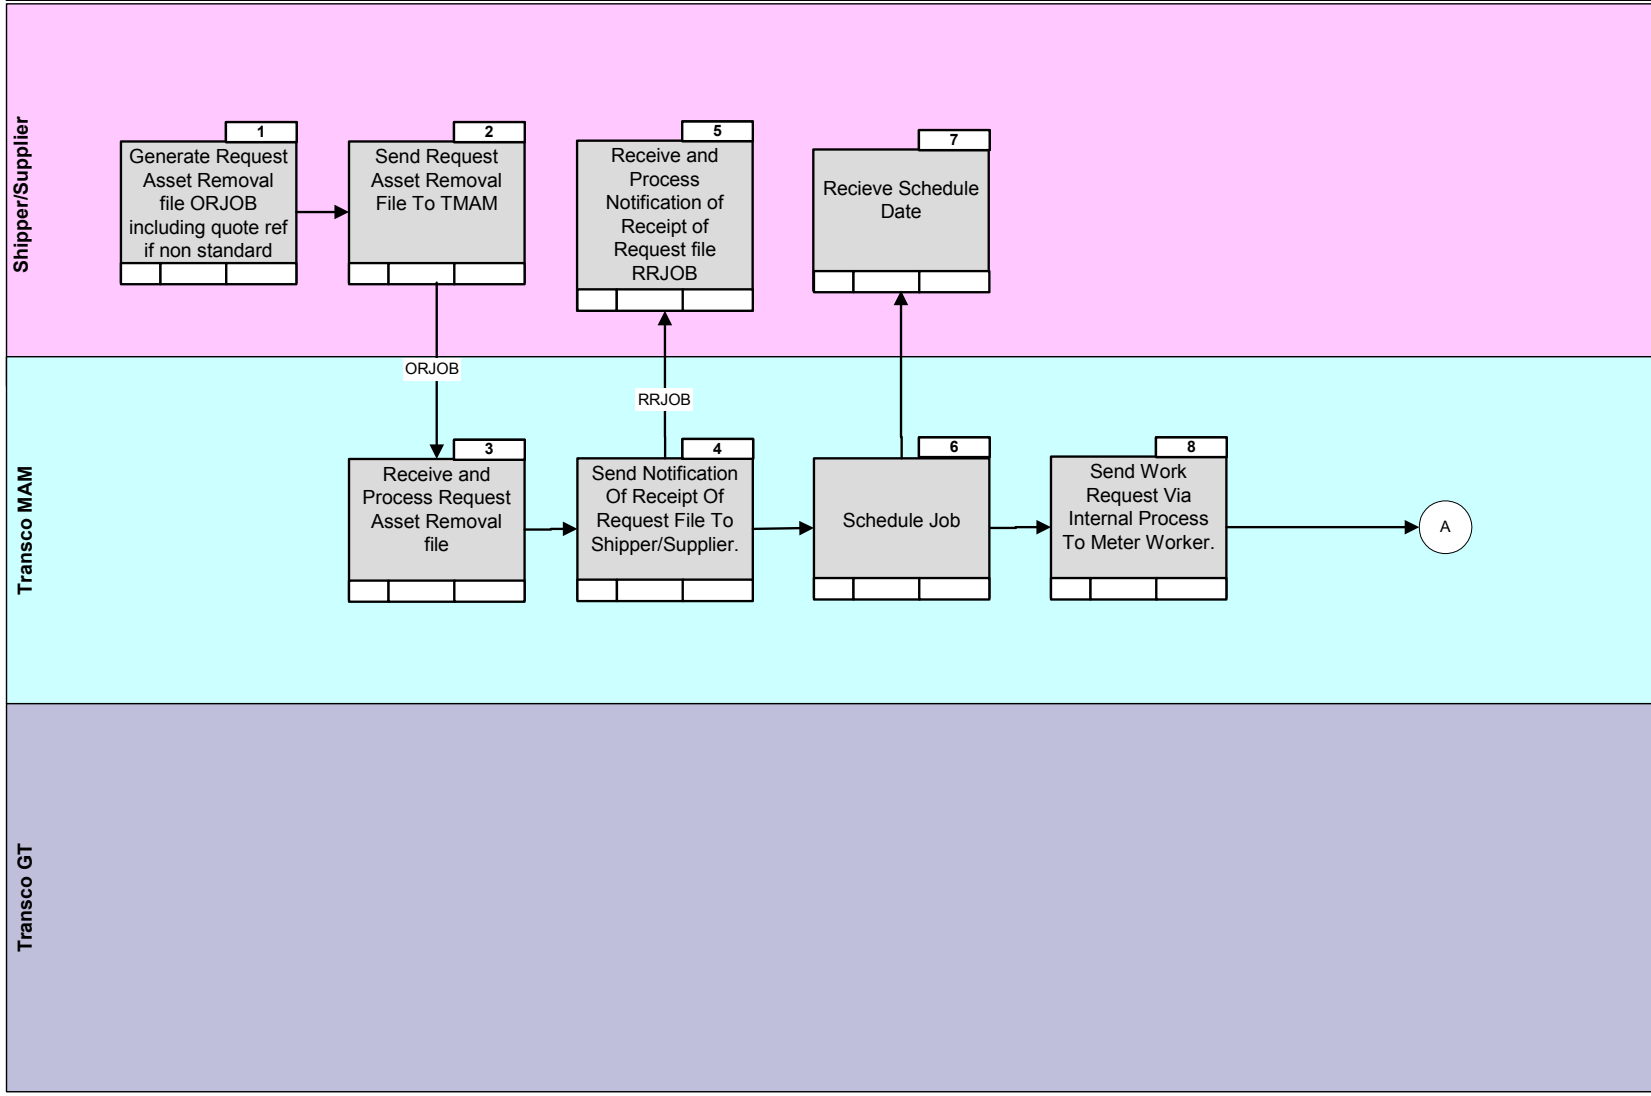 Shipper/Supplier
1
Generate Request
Asset Removal
file ORJOB
including quote ref
if non standard
2
Send Request
Asset Removal
File To TMAM
5
Receive and
Process
Notification of
Receipt of
Request file
RRJOB
7
Recieve Schedule
Date
ORJOB
RRJOB
Transco MAM
3
Receive and
Process Request
Asset Removal
file
4
Send Notification
Of Receipt Of
Request File To
Shipper/Supplier.
6
Schedule Job
8
Send Work
Request Via
Internal Process
To Meter Worker.
A
Transco GT